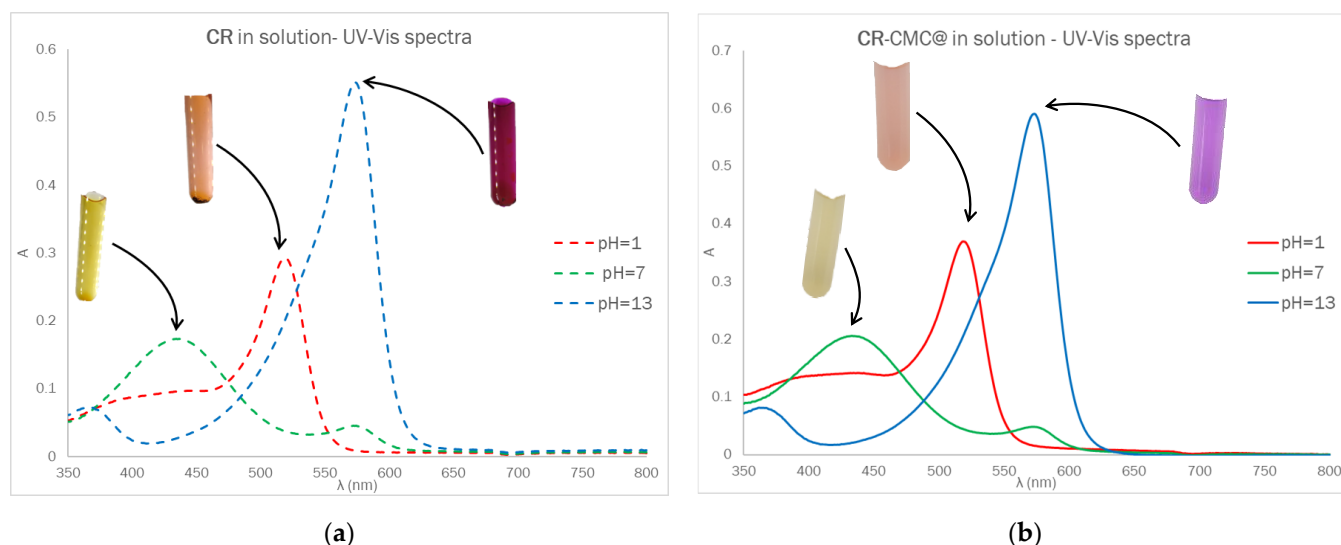 CR in solution- UV-Vis spectra
0.6
0.5
0.4
0.3
0.2
0.1
0
A
350 400 450 500 550 600 650 700 750 800
λ (nm)
pH=1
pH=7
pH=13
(a)
CR-CMC@ in solution - UV-Vis spectra
0.7
0.6
0.5
0.4
0.3
0.2
0.1
0
A
350 400 450 500 550 600 650 700 750 800
λ (nm)
pH=1
pH=7
pH=13
(b)